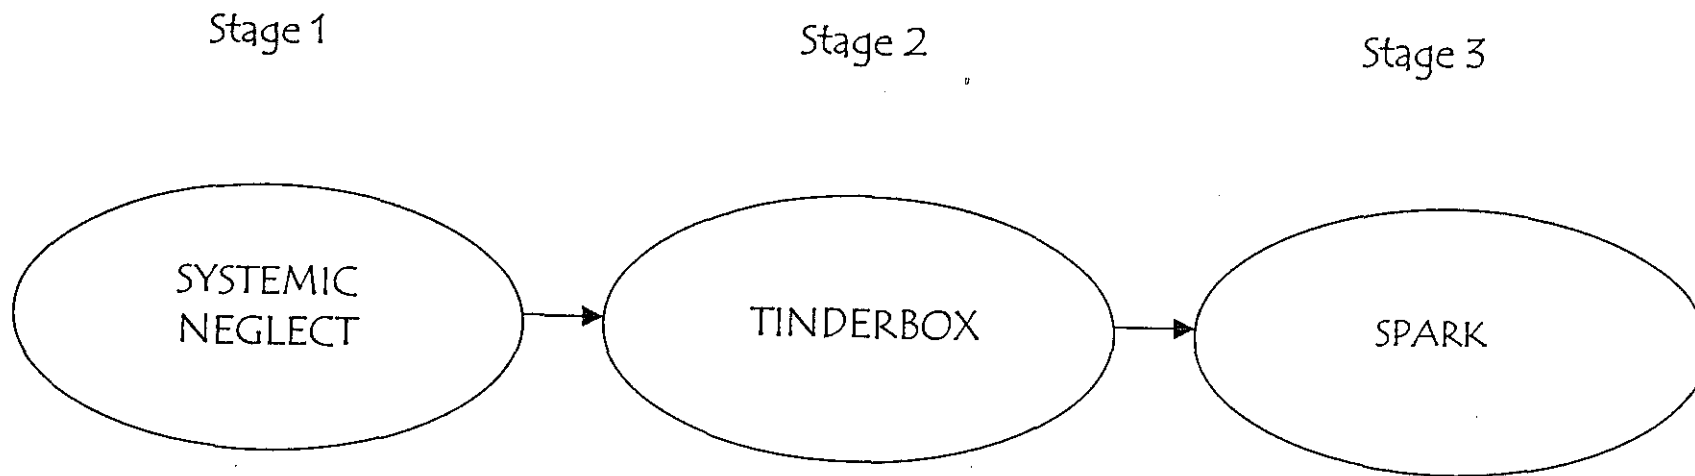 Stage 1
Stage 2
Stage 3
SYSTEMIC
NEGLECT
TINDERBOX
SPARK